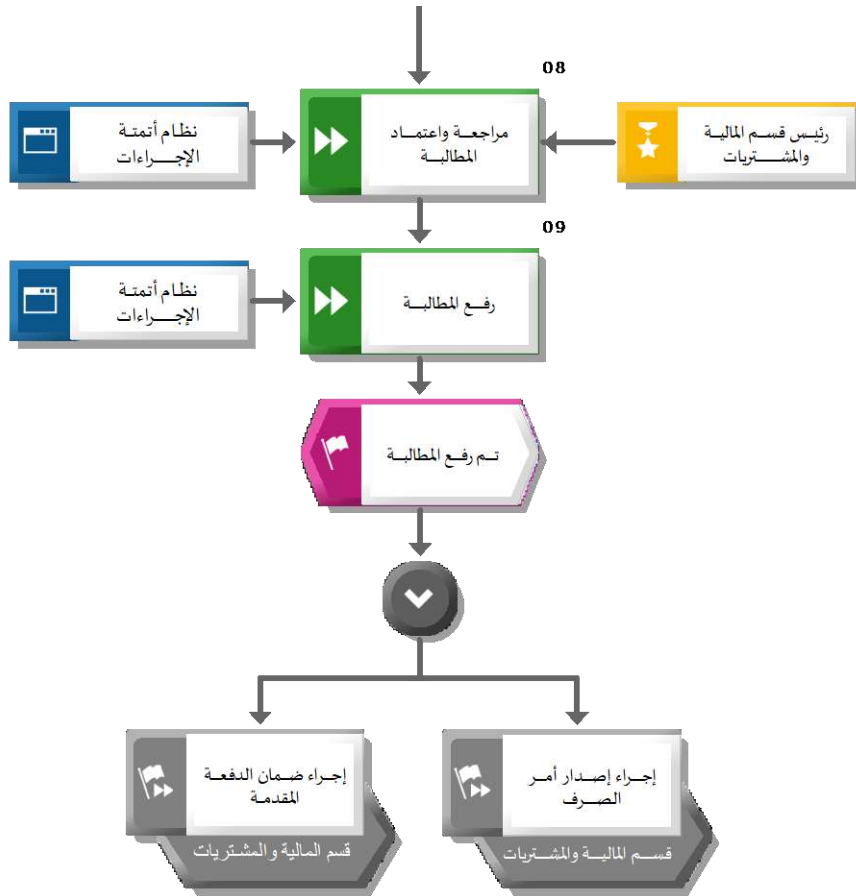 08
رئيس قسم المالية
والمشتريات
مراجعة واعتماد
المطالبة
نظام أتمتة
الإجراءات
09
رفع المطالبة
نظام أتمتة
الإجراءات
تم رفع المطالبة
إجراء إصدار أمر
الصرف
قسم المالية والمشتريات
إجراء ضمان الدفعة
المقدمة
قسم المالية والمشتريات